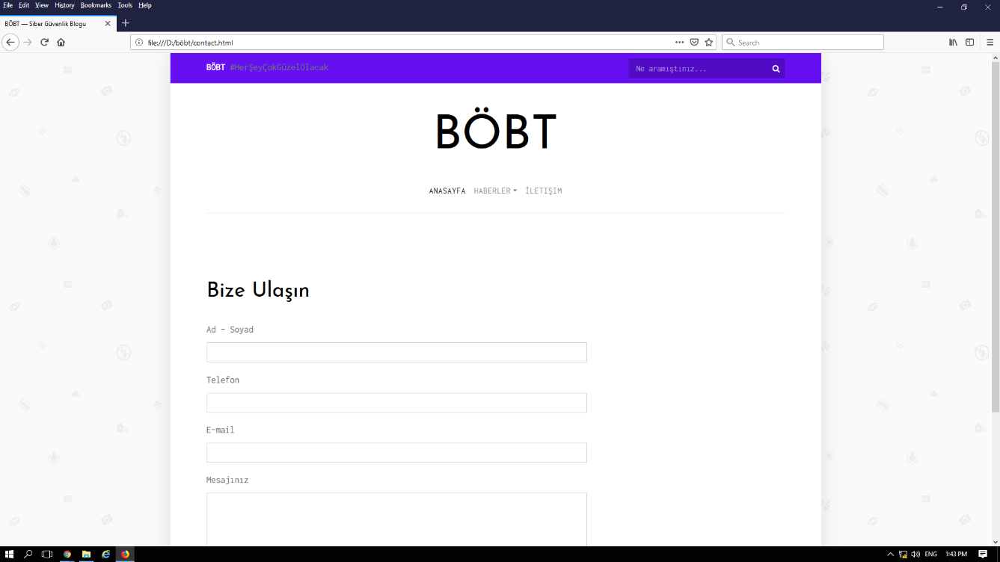 File Edit View History Bookmarks Tools Help
BÖBT — Siber Güvenlik Blogu
file:///D:/böbt/contact.html
Search
BÖBT #HerŞeyÇokGüzelOlacak
Ne aramıştınız...
BÖBT
ANASAYFA HABERLER İLETIŞIM
Bize Ulaşın
Ad - Soyad
Telefon
E-mail
Mesajınız
ENG 1:43 PM